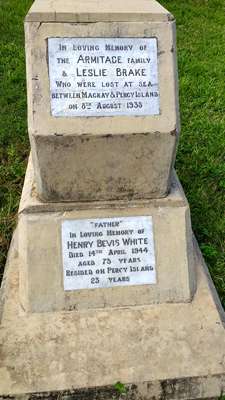 IN LOVING MEMORY OF
THE ARMITAGE FAMILY
& LESLIE BRAKE
WHO WERE LOST AT SEA
BETWEEN MACKAY & PERCY ISLAND
ON 8TH AUGUST 1938
"FATHER"
IN LOVING MEMORY OF
HENRY BEVIS WHITE
DIED 14TH APRIL 1944
AGED 75 YEARS
RESIDED ON PERCY ISLAND
23 YEARS